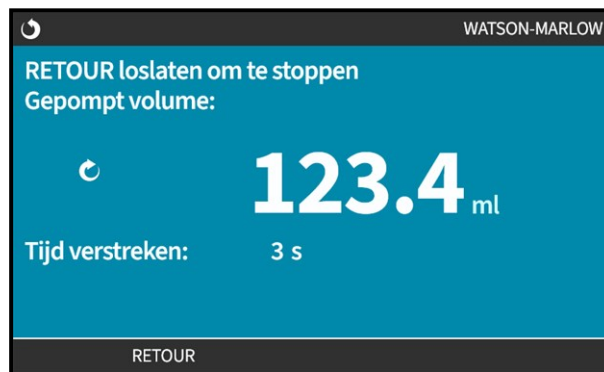 WATSON-MARLOW
RETOUR loslaten om te stoppen
Gepompt volume:
123.4 ml
Tijd verstreken: 3 s
RETOUR